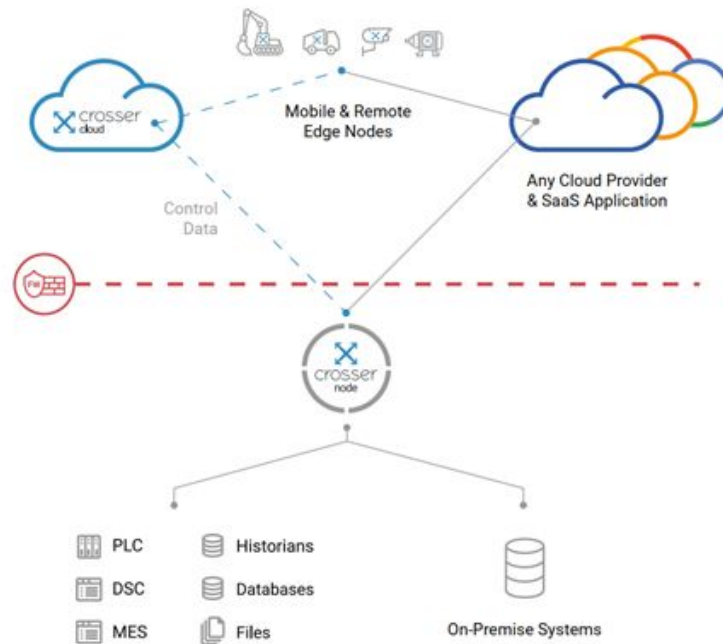 crosser
cloud
Mobile & Remote
Edge Nodes
Any Cloud Provider
& SaaS Application
Control
Data
FW
crosser
node
PLC
Historians
DSC
Databases
MES
Files
On-Premise Systems